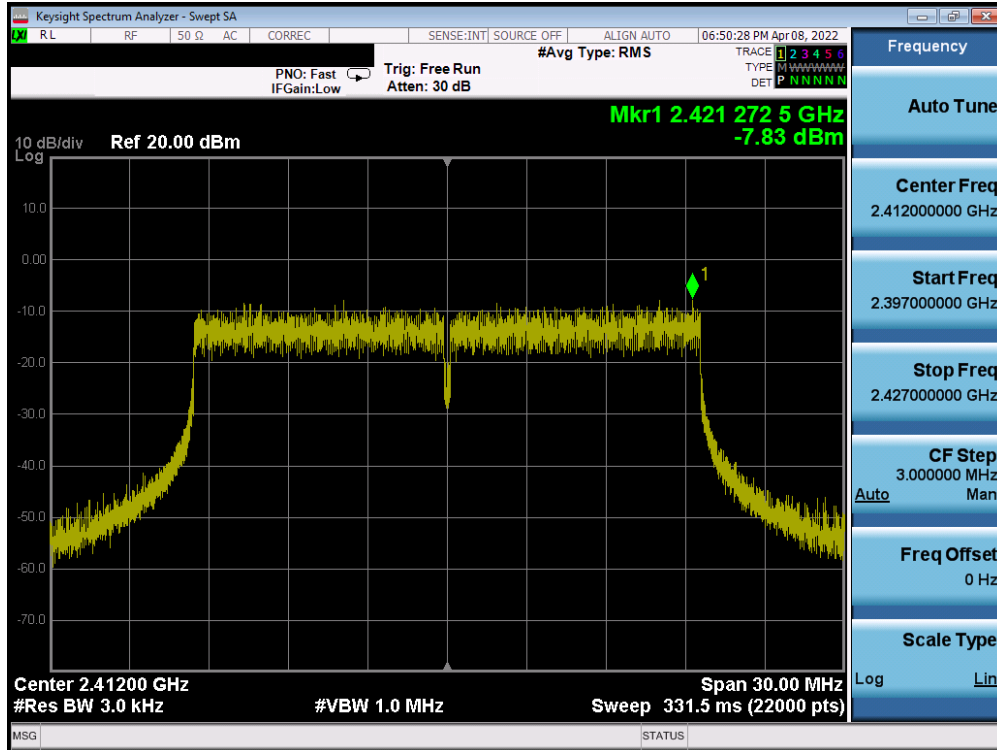 Keysight Spectrum Analyzer - Swept SA
LXI RL RF 50 Ω AC CORREC SENSE:INT SOURCE OFF ALIGN AUTO 06:50:28 PM Apr 08, 2022
#Avg Type: RMS
TRACE 1 2 3 4 5 6
PNO: Fast Trig: Free Run
TYPE M WWWWW
IFGain:Low Atten: 30 dB
DET P N N N N N
Mkr1 2.421 272 5 GHz
-7.83 dBm
10 dB/div Ref 20.00 dBm
Log
10.0
0.00
1
-10.0
-20.0
-30.0
-40.0
-50.0
-60.0
-70.0
Center 2.41200 GHz Span 30.00 MHz
#Res BW 3.0 kHz #VBW 1.0 MHz Sweep 331.5 ms (22000 pts)
MSG STATUS
Frequency
Auto Tune
Center Freq
2.412000000 GHz
Start Freq
2.397000000 GHz
Stop Freq
2.427000000 GHz
CF Step
3.000000 MHz
Auto Man
Freq Offset
0 Hz
Scale Type
Log Lin